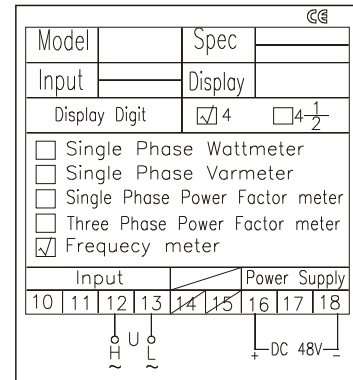 CE
Model Spec
Input Display
Display Digit ☑ 4 ☐ 4 1/2
☐ Single Phase Wattmeter
☐ Single Phase Varmeter
☐ Single Phase Power Factor meter
☐ Three Phase Power Factor meter
☑ Frequecy meter
Input Power Supply
10 11 12 13 14 15 16 17 18
H U L + DC 48V -
~ ~